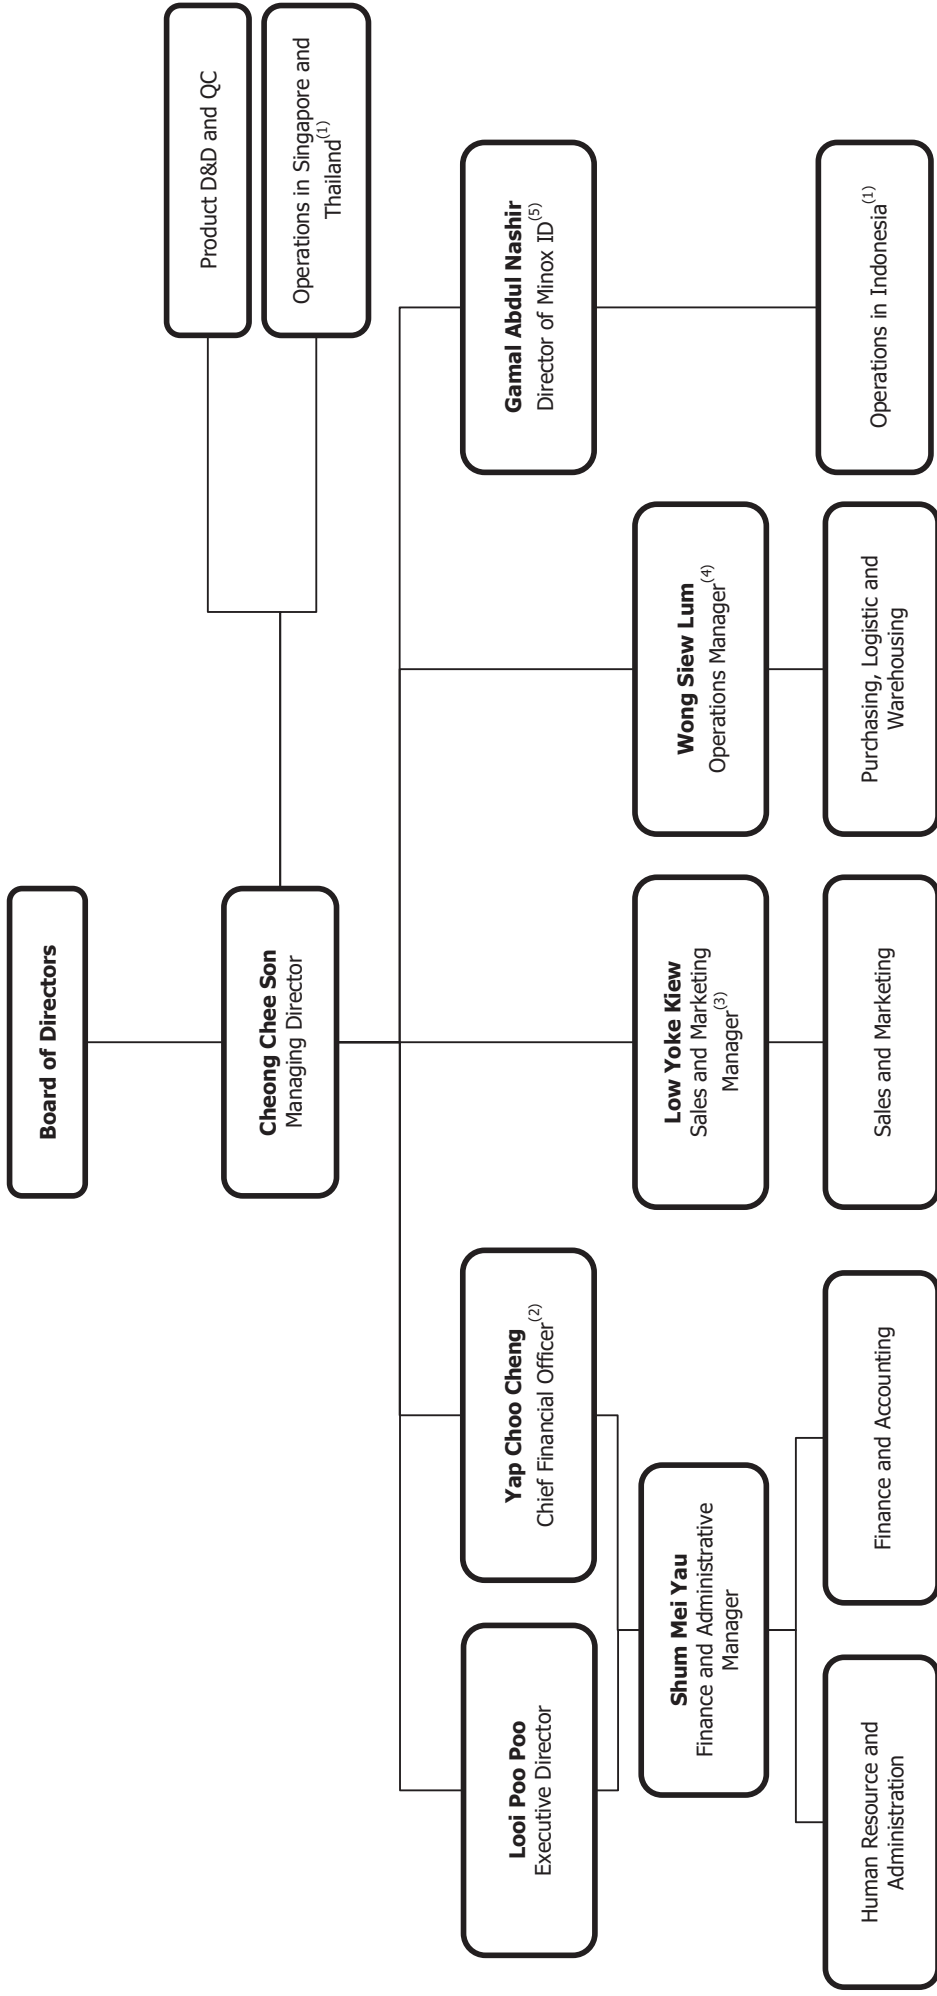 Board of Directors
Cheong Chee Son
Managing Director
Product D&D and QC
Operations in Singapore and
Thailand(1)
Looi Poo Poo
Executive Director
Yap Choo Cheng
Chief Financial Officer(2)
Gamal Abdul Nashir
Director of Minox ID(5)
Shum Mei Yau
Finance and Administrative
Manager
Low Yoke Kiew
Sales and Marketing
Manager(3)
Wong Siew Lum
Operations Manager(4)
Human Resource and
Administration
Finance and Accounting
Sales and Marketing
Purchasing, Logistic and
Warehousing
Operations in Indonesia(1)